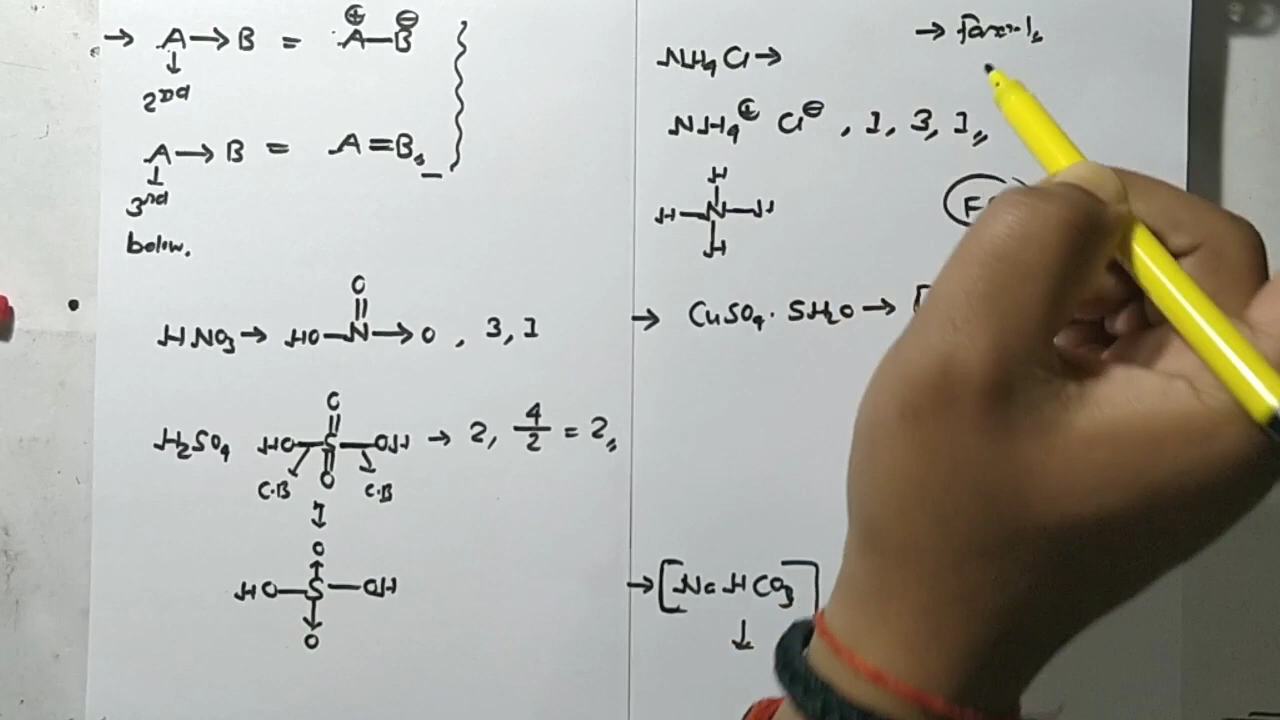 → A → B = A⊕—B⊖
↓
2nd
A → B = A=B,
↓
3rd
below.
HNO3 → HO—N→O , 3, 1
O
H2SO4 HO—S—OH → 2, 4/2 = 2,,
O
O
C.B C.B
↓
O
HO—S—OH
O
NH4Cl →
NH4⊕ Cl⊖ , 1, 3, 1,,
H
H—N—H
H
→ CuSO4 · 5H2O → [
→ [NaHCO3]
↓
→